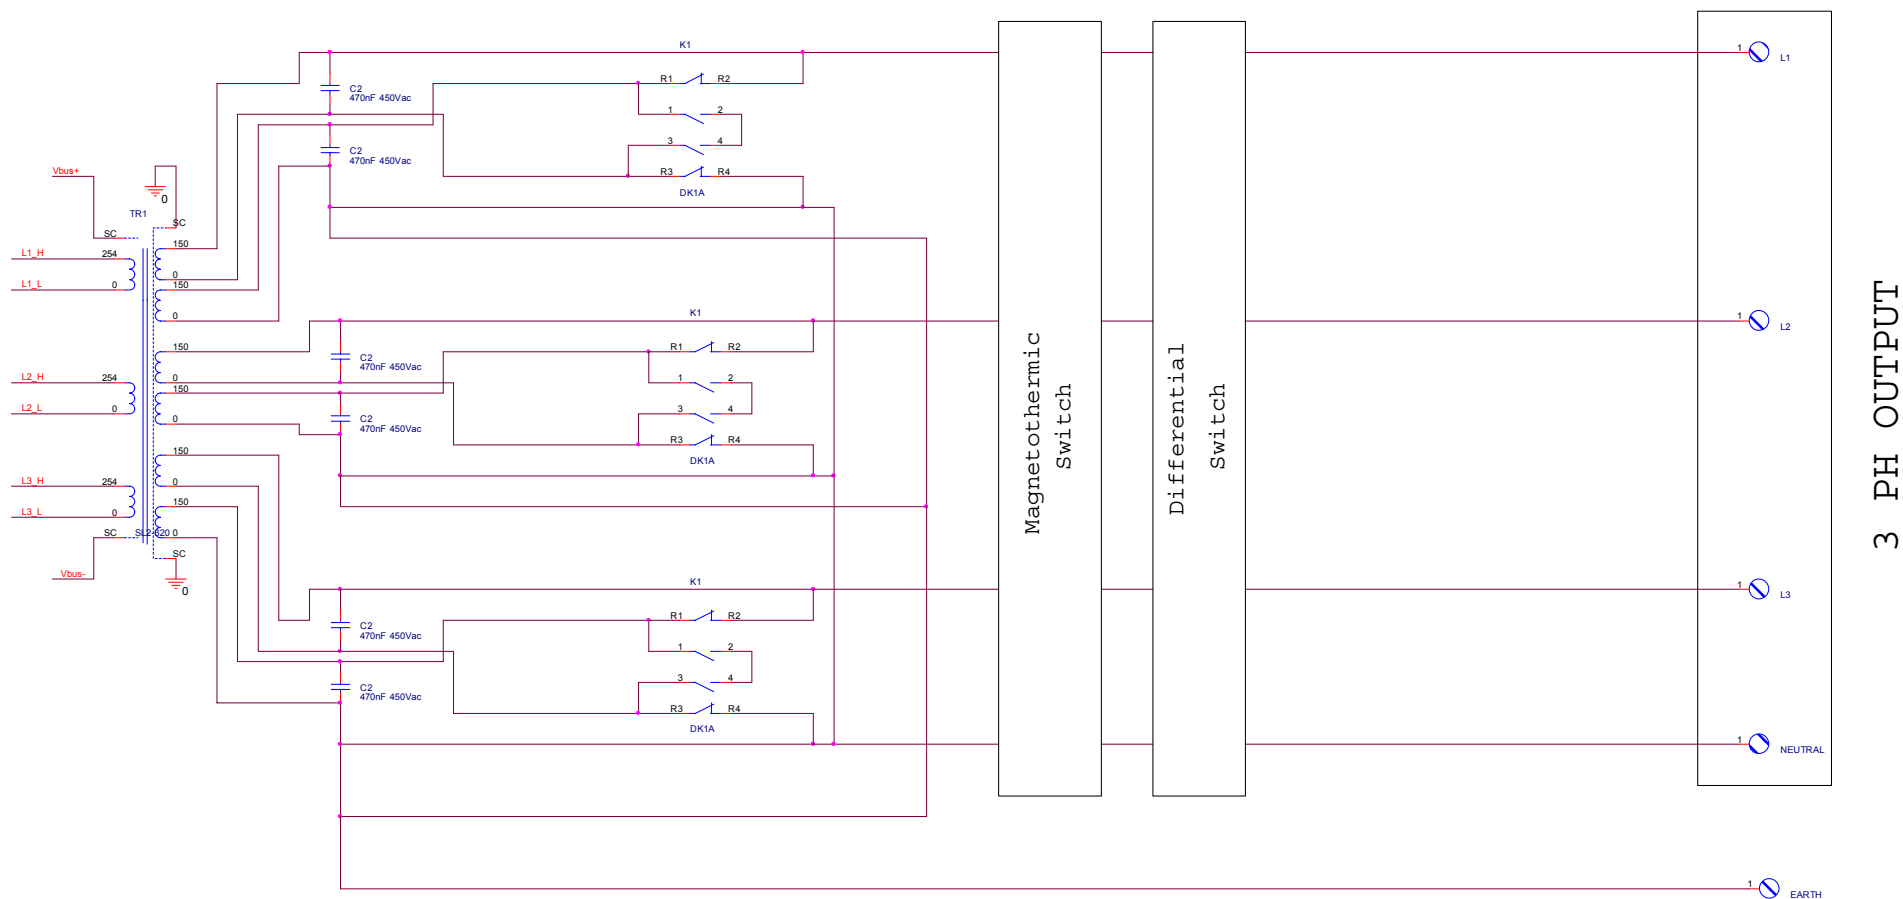 K1
1
L1
R1
R2
C2
470nF 450Vac
1
2
3
4
C2
470nF 450Vac
R3
R4
DK1A
Vbus+
0
TR1
SC
SC
150
L1_H
254
0
L1_L
0
150
0
K1
1
L2
150
R1
R2
C2
470nF 450Vac
L2_H
254
0
150
1
2
L2_L
0
3
4
C2
470nF 450Vac
0
R3
R4
DK1A
150
L3_H
254
0
150
L3_L
0
SC
SL2-620
0
SC
Vbus-
0
K1
1
L3
R1
R2
C2
470nF 450Vac
1
2
3
4
C2
470nF 450Vac
R3
R4
DK1A
1
NEUTRAL
1
EARTH
Magnetothermic
Switch
Differential
Switch
3 PH OUTPUT